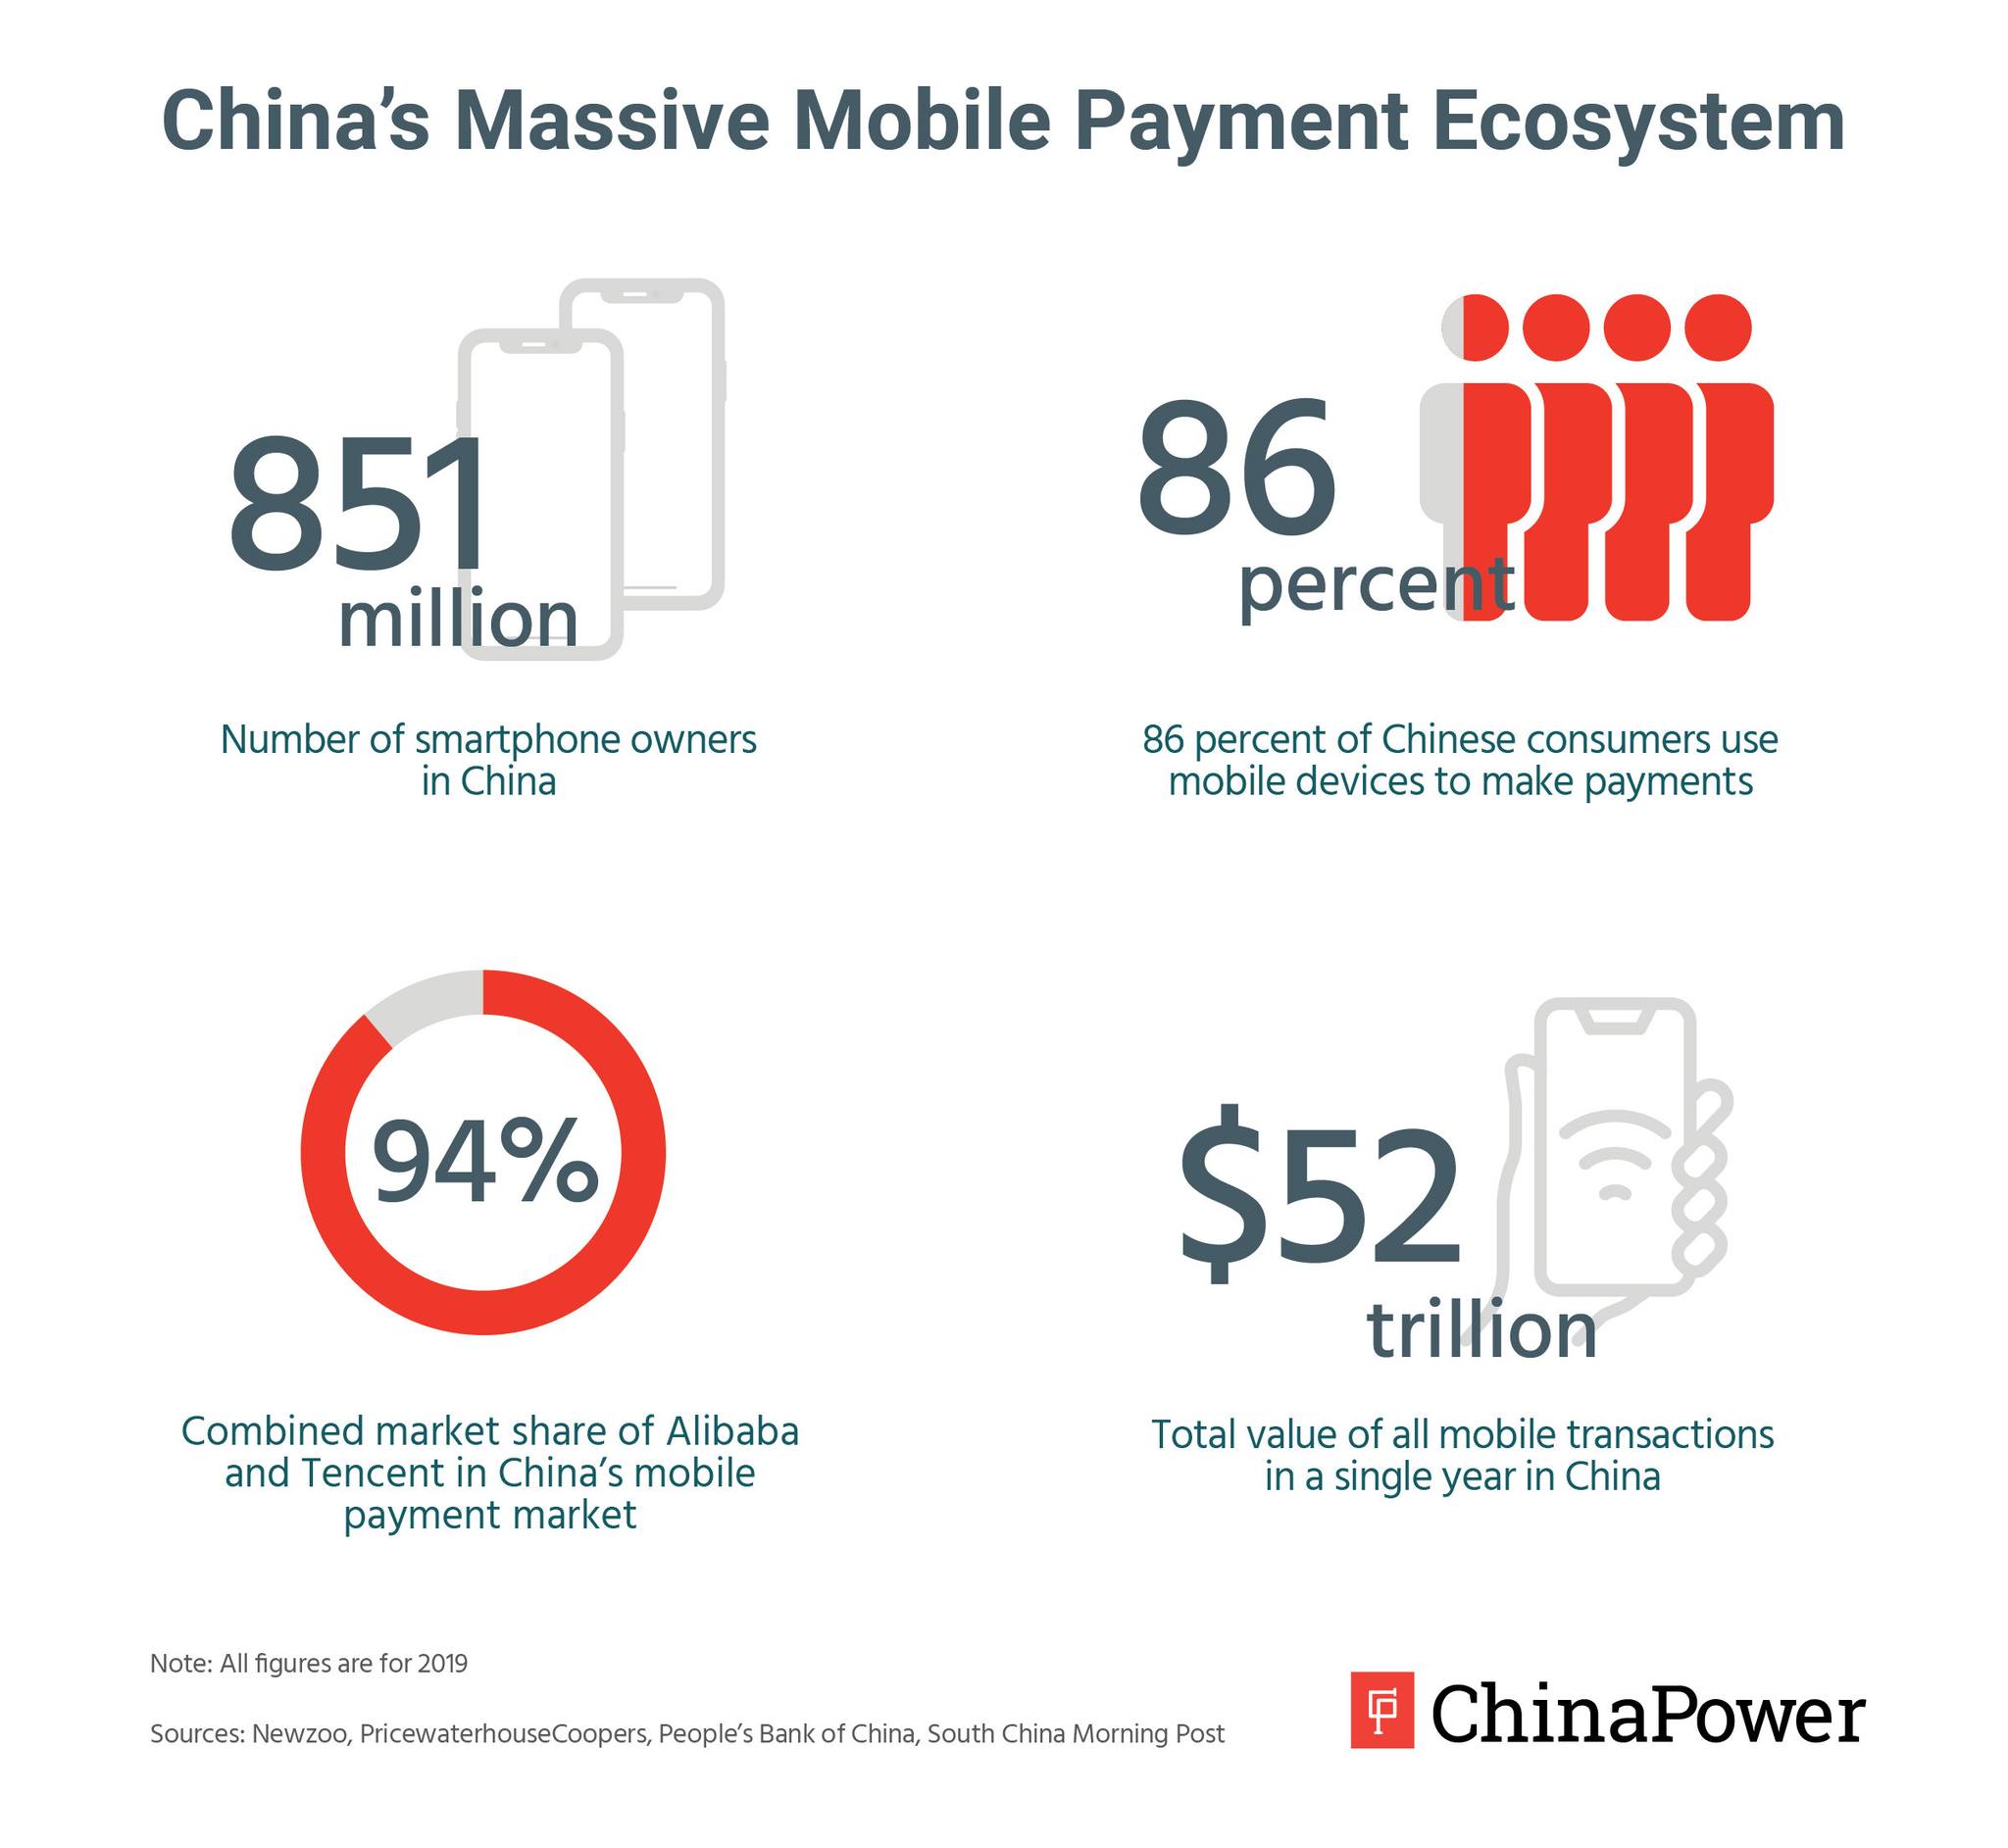 China’s Massive Mobile Payment Ecosystem
851
million
Number of smartphone owners
in China
86
percent
86 percent of Chinese consumers use
mobile devices to make payments
94%
Combined market share of Alibaba
and Tencent in China’s mobile
payment market
$52
trillion
Total value of all mobile transactions
in a single year in China
Note: All figures are for 2019
Sources: Newzoo, PricewaterhouseCoopers, People’s Bank of China, South China Morning Post
ChinaPower